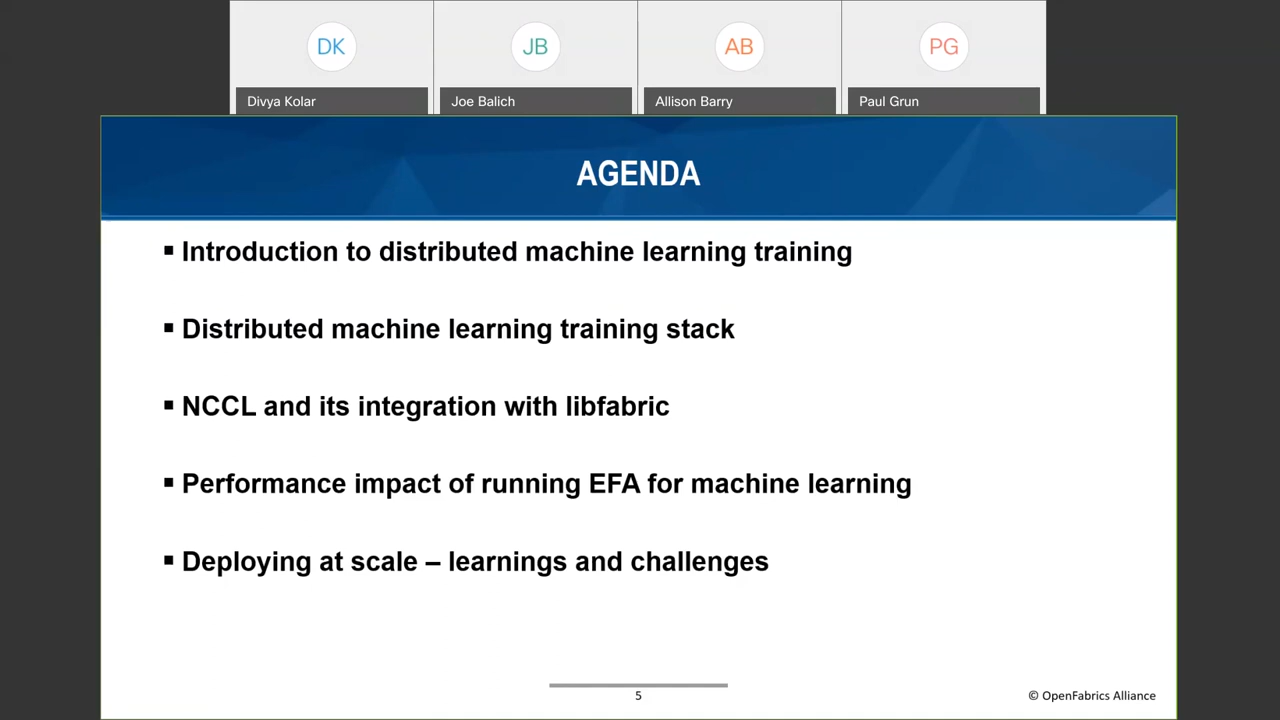 DK
JB
AB
PG
Divya Kolar
Joe Balich
Allison Barry
Paul Grun
AGENDA
▪ Introduction to distributed machine learning training
▪ Distributed machine learning training stack
▪ NCCL and its integration with libfabric
▪ Performance impact of running EFA for machine learning
▪ Deploying at scale – learnings and challenges
5
© OpenFabrics Alliance